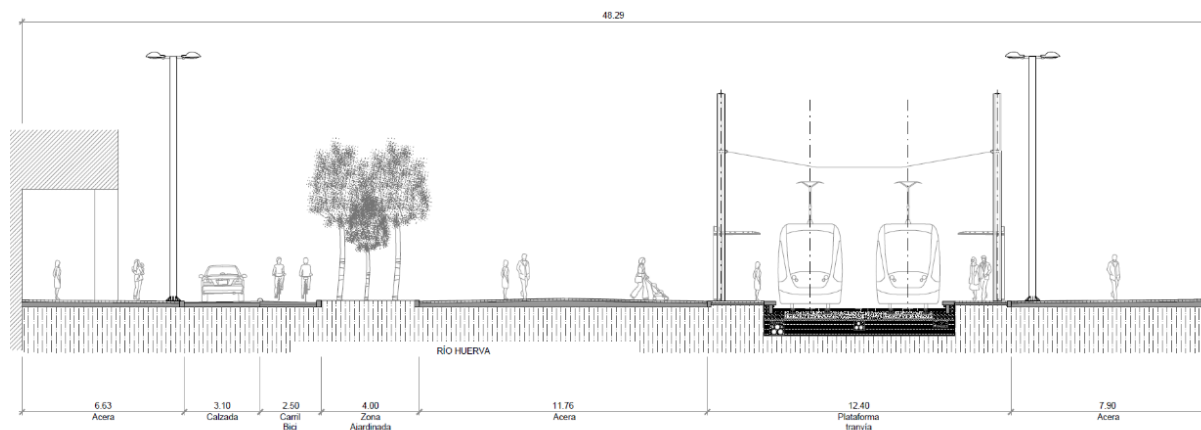 48.29
RÍO HUERVA
6.63
Acera
3.10
Calzada
2.50
Carril
Bici
4.00
Zona
Ajardinada
11.76
Acera
12.40
Plataforma
tranvía
7.90
Acera